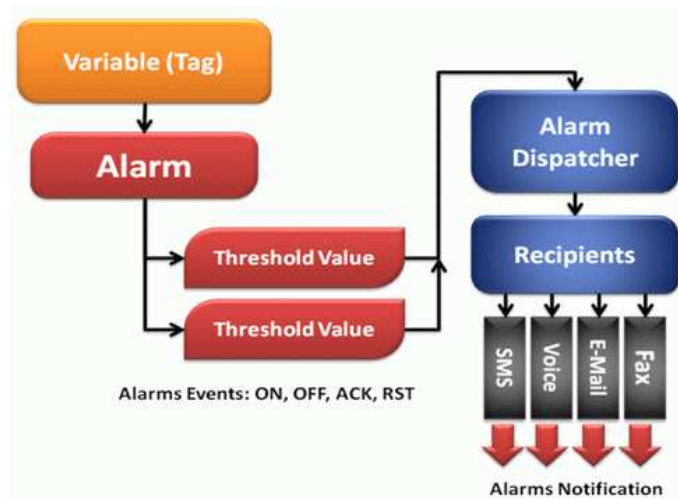 Variable (Tag)
Alarm
Threshold Value
Threshold Value
Alarms Events: ON, OFF, ACK, RST
Alarm
Dispatcher
Recipients
SMS
Voice
E-Mail
Fax
Alarms Notification